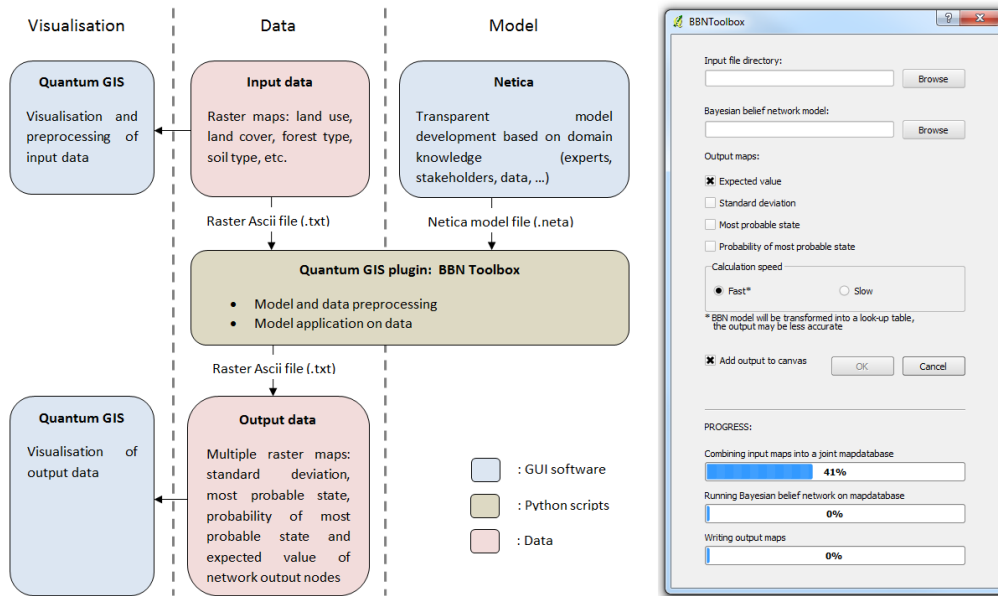 Visualisation
Data
Model
Quantum GIS
Visualisation and
preprocessing of
input data
Input data
Raster maps: land use,
land cover, forest type,
soil type, etc.
Netica
Transparent model
development based on domain
knowledge (experts,
stakeholders, data, ...)
Raster Ascii file (.txt)
Netica model file (.neta)
Quantum GIS plugin: BBN Toolbox
• Model and data preprocessing
• Model application on data
Raster Ascii file (.txt)
Quantum GIS
Visualisation of
output data
Output data
Multiple raster maps:
standard deviation,
most probable state,
probability of most
probable state and
expected value of
network output nodes
: GUI software
: Python scripts
: Data
BBNToolbox
Input file directory:
Browse
Bayesian belief network model:
Browse
Output maps:
Expected value
Standard deviation
Most probable state
Probability of most probable state
Calculation speed
Fast* Slow
* BBN model will be transformed into a look-up table,
the output may be less accurate
Add output to canvas OK Cancel
PROGRESS:
Combining input maps into a joint mapdatabase
41%
Running Bayesian belief network on mapdatabase
0%
Writing output maps
0%